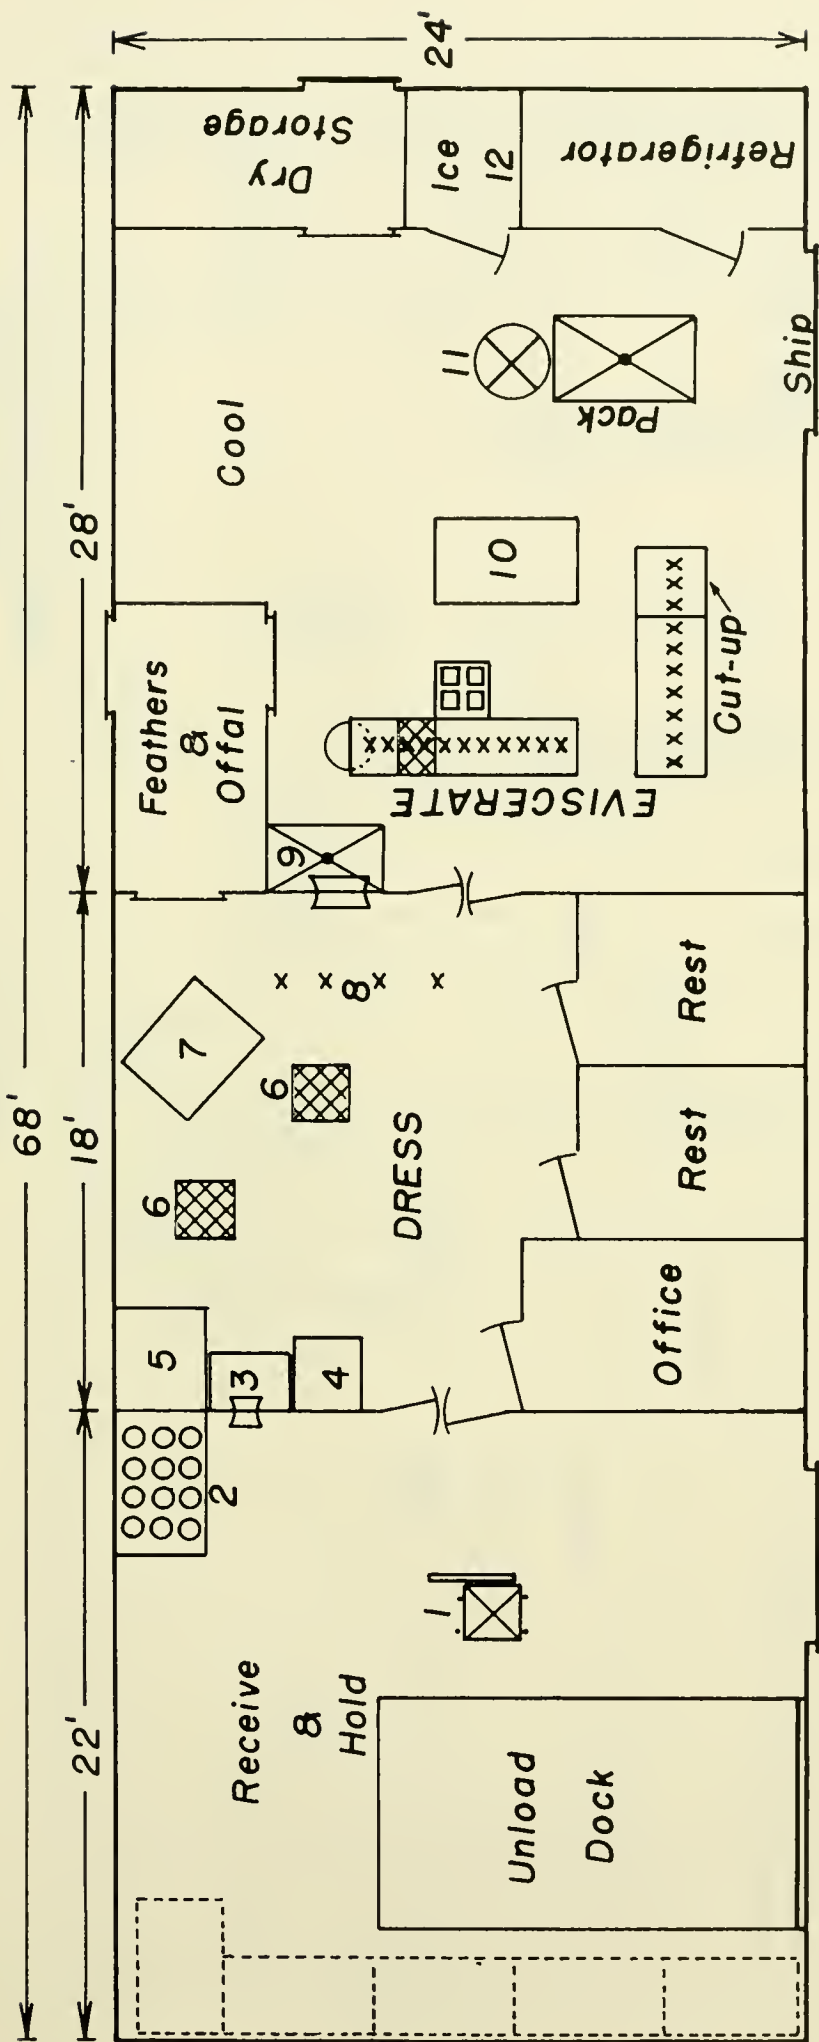 68'
22'
18'
28'
24'
Receive
&
Hold
Unload
Dock
1
2
3
4
5
6
6
7
8
DRESS
Office
Rest
Rest
Feathers
&
Offal
9
EVISCERATE
x x x x x x x x x x
Cut-up
x x x x x x x x x x
10
Cool
11
Pack
Ship
Dry
Storage
Ice
12
Refrigerator